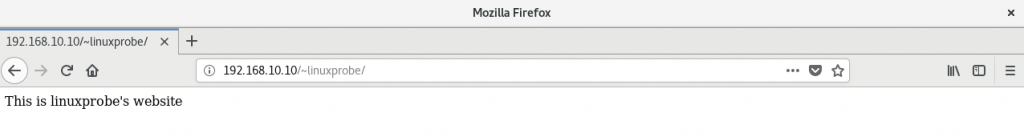 Mozilla Firefox
192.168.10.10/~linuxprobe/
192.168.10.10/~linuxprobe/
This is linuxprobe's website